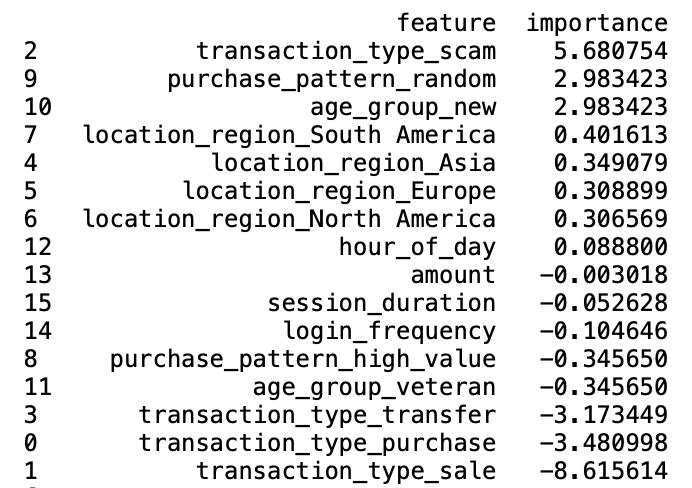 feature importance
2 transaction_type_scam 5.680754
9 purchase_pattern_random 2.983423
10 age_group_new 2.983423
7 location_region_South America 0.401613
4 location_region_Asia 0.349079
5 location_region_Europe 0.308899
6 location_region_North America 0.306569
12 hour_of_day 0.088800
13 amount -0.003018
15 session_duration -0.052628
14 login_frequency -0.104646
8 purchase_pattern_high_value -0.345650
11 age_group_veteran -0.345650
3 transaction_type_transfer -3.173449
0 transaction_type_purchase -3.480998
1 transaction_type_sale -8.615614